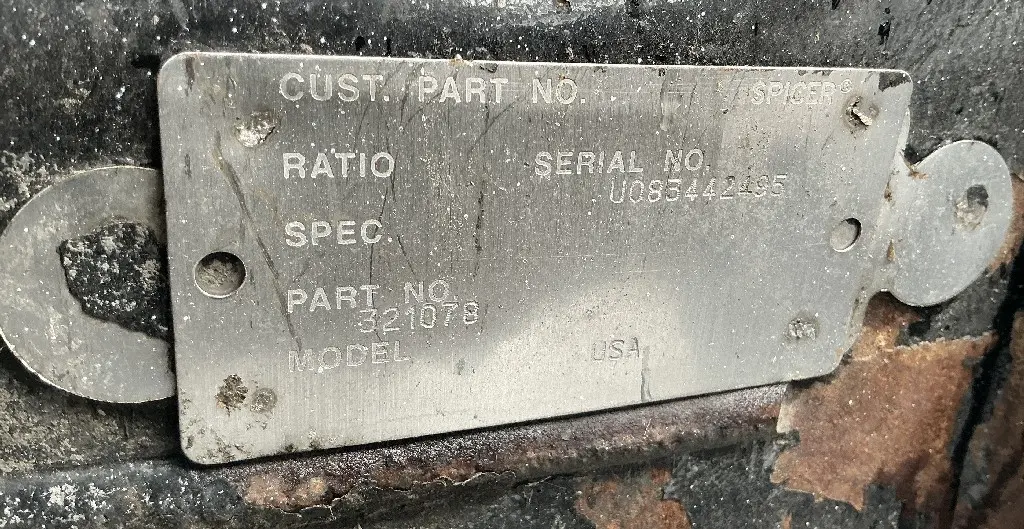 CUST. PART NO. SPICER®
RATIO SERIAL NO.
U085442495
SPEC.
PART NO.
321078
MODEL USA